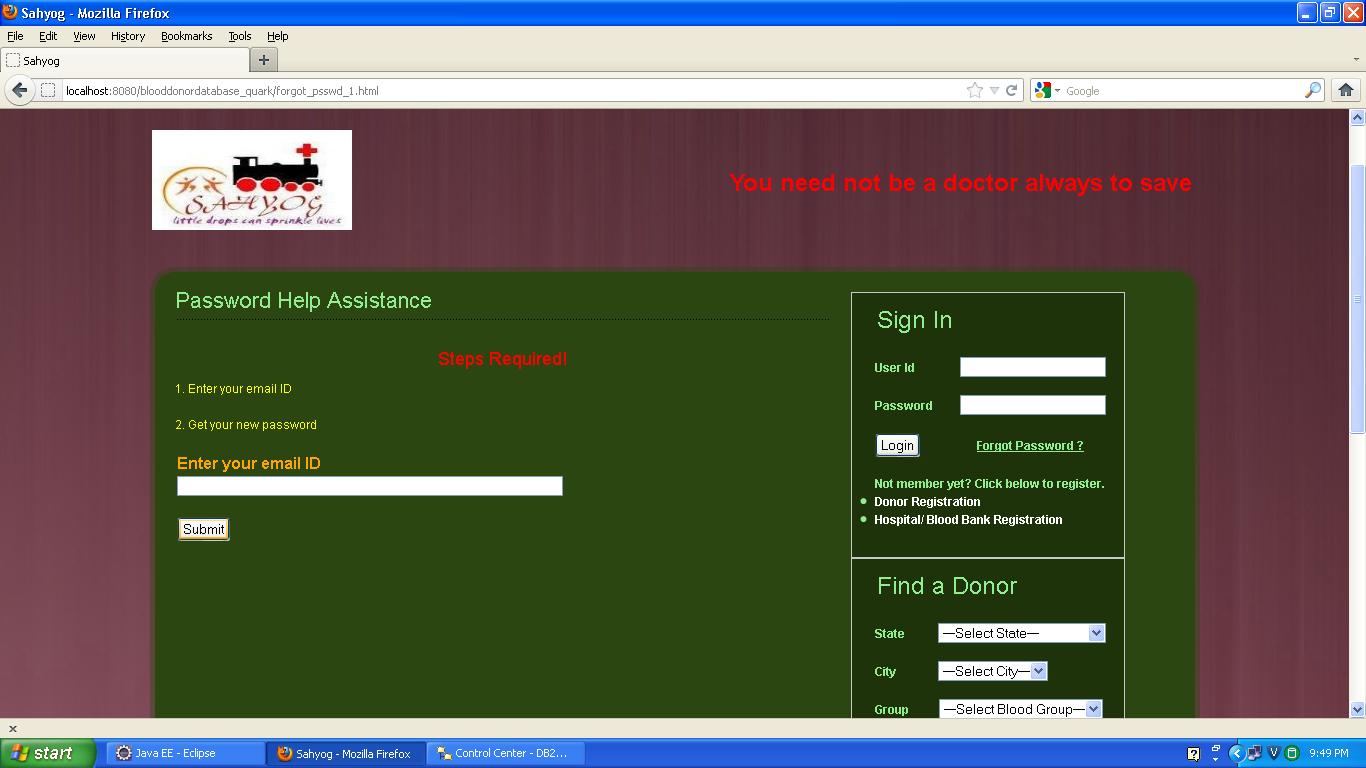 Sahyog - Mozilla Firefox
File Edit View History Bookmarks Tools Help
Sahyog
localhost:8080/blooddonordatabase_quark/forgot_psswd_1.html
Google
SAHYOG
little drops can sprinkle lives
You need not be a doctor always to save
Password Help Assistance
Steps Required!
1. Enter your email ID
2. Get your new password
Enter your email ID
Submit
Sign In
User Id
Password
Login Forgot Password ?
Not member yet? Click below to register.
Donor Registration
Hospital/ Blood Bank Registration
Find a Donor
State —Select State—
City —Select City—
Group —Select Blood Group—
start Java EE - Eclipse Sahyog - Mozilla Firefox Control Center - DB2... 9:49 PM